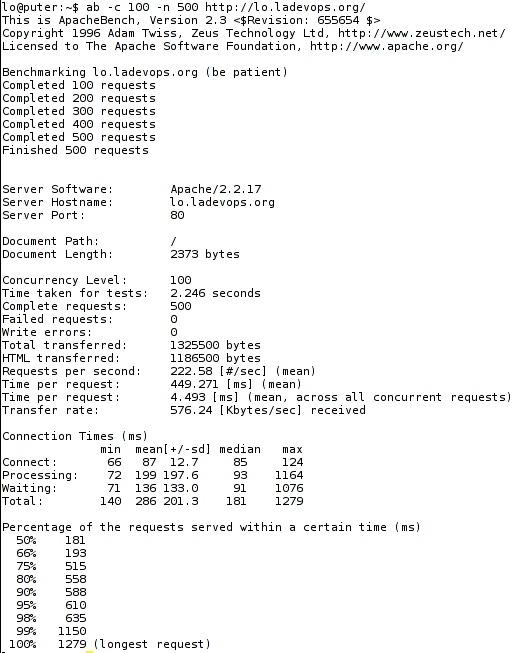 lo@puter:~$ ab -c 100 -n 500 http://lo.ladevops.org/
This is ApacheBench, Version 2.3 <$Revision: 655654 $>
Copyright 1996 Adam Twiss, Zeus Technology Ltd, http://www.zeustech.net/
Licensed to The Apache Software Foundation, http://www.apache.org/

Benchmarking lo.ladevops.org (be patient)
Completed 100 requests
Completed 200 requests
Completed 300 requests
Completed 400 requests
Completed 500 requests
Finished 500 requests


Server Software:        Apache/2.2.17
Server Hostname:        lo.ladevops.org
Server Port:            80

Document Path:          /
Document Length:        2373 bytes

Concurrency Level:      100
Time taken for tests:   2.246 seconds
Complete requests:      500
Failed requests:        0
Write errors:           0
Total transferred:      1325500 bytes
HTML transferred:       1186500 bytes
Requests per second:    222.58 [#/sec] (mean)
Time per request:       449.271 [ms] (mean)
Time per request:       4.493 [ms] (mean, across all concurrent requests)
Transfer rate:          576.24 [Kbytes/sec] received

Connection Times (ms)
              min  mean[+/-sd] median   max
Connect:       66   87  12.7     85     124
Processing:    72  199 197.6     93    1164
Waiting:       71  136 133.0     91    1076
Total:        140  286 201.3    181    1279

Percentage of the requests served within a certain time (ms)
  50%    181
  66%    193
  75%    515
  80%    558
  90%    588
  95%    610
  98%    635
  99%   1150
 100%   1279 (longest request)